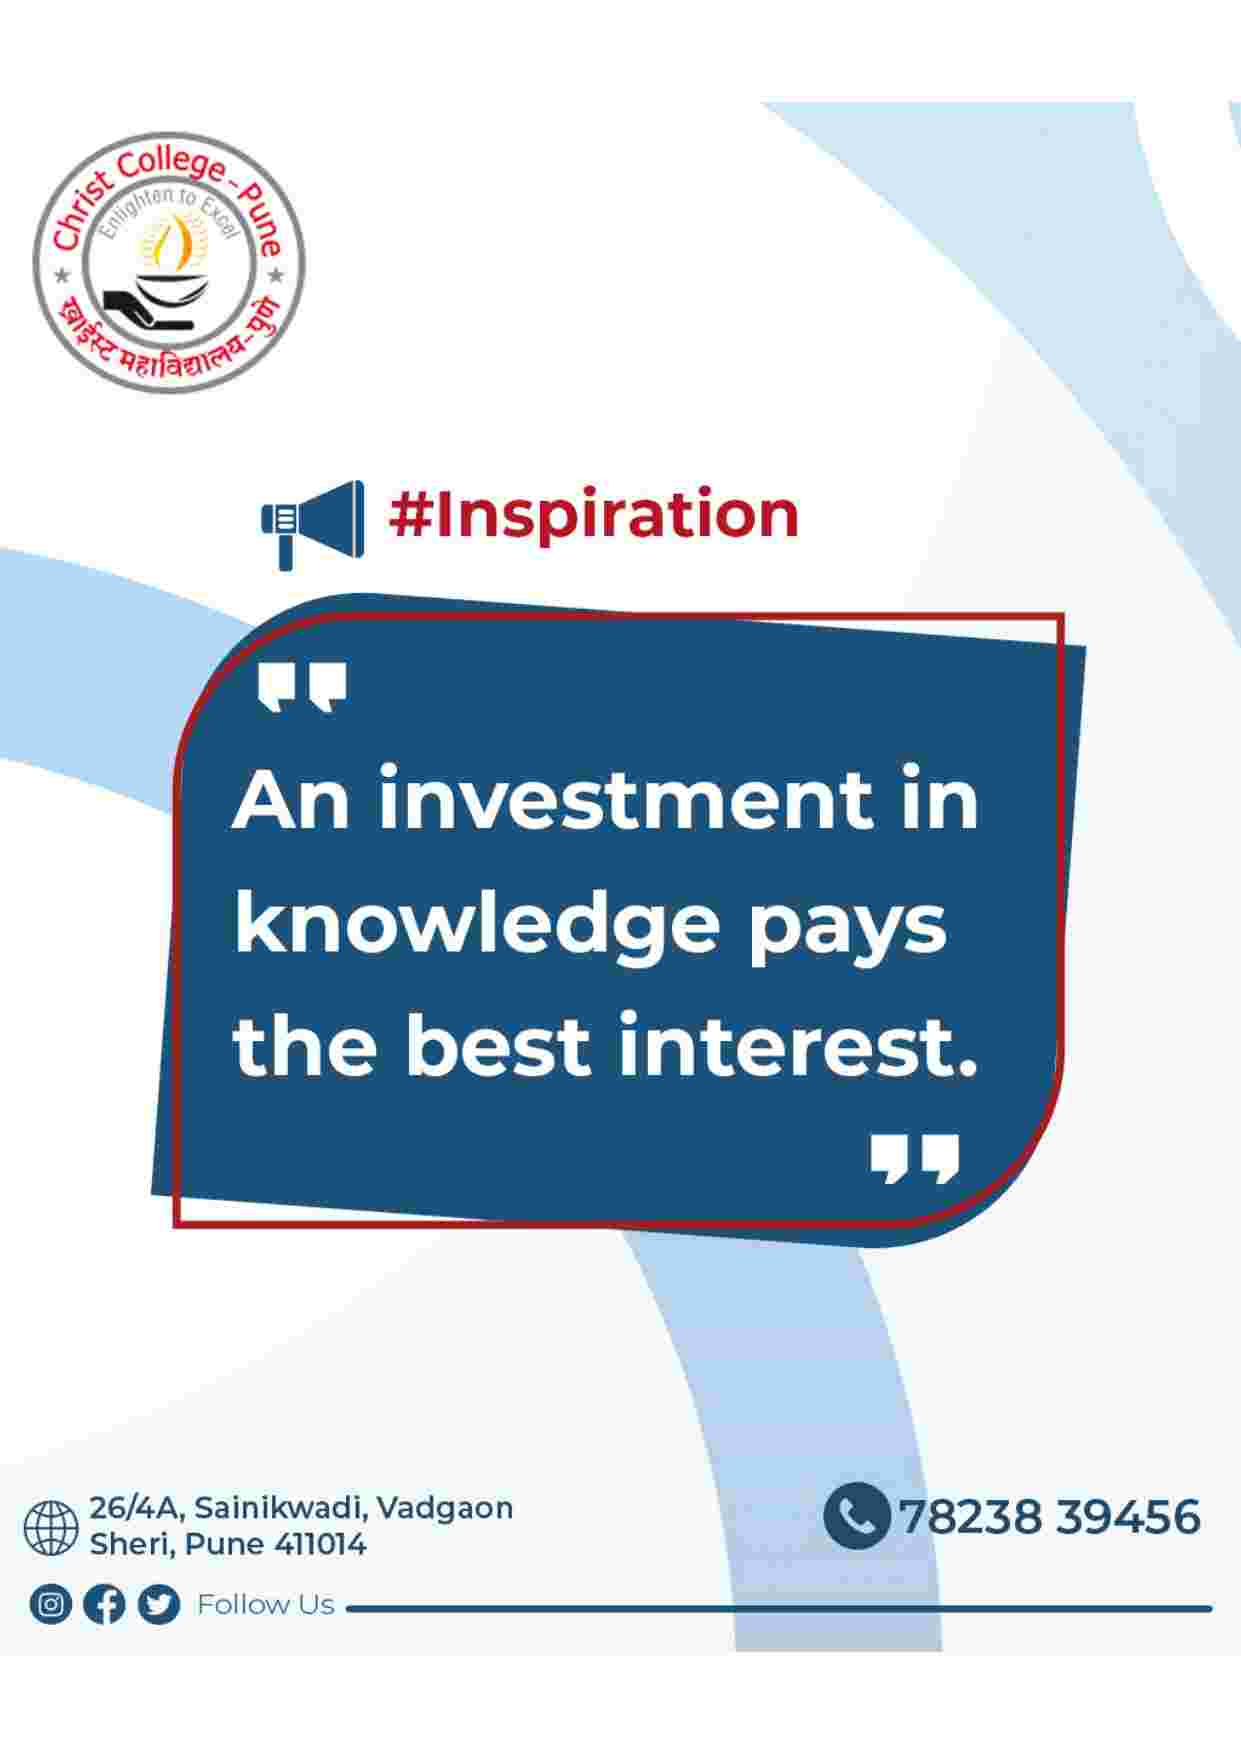 Christ College - Pune
Enlighten to Excel
ख्राईस्ट महाविद्यालय - पुणे
#Inspiration
An investment in
knowledge pays
the best interest.
26/4A, Sainikwadi, Vadgaon
Sheri, Pune 411014
78238 39456
Follow Us